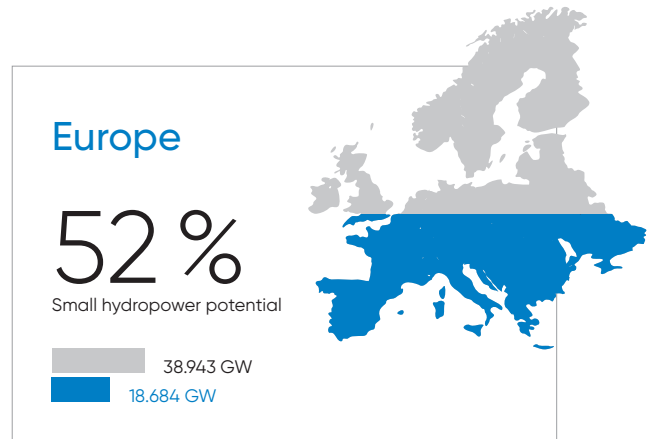 Europe
52 %
Small hydropower potential
38.943 GW
18.684 GW